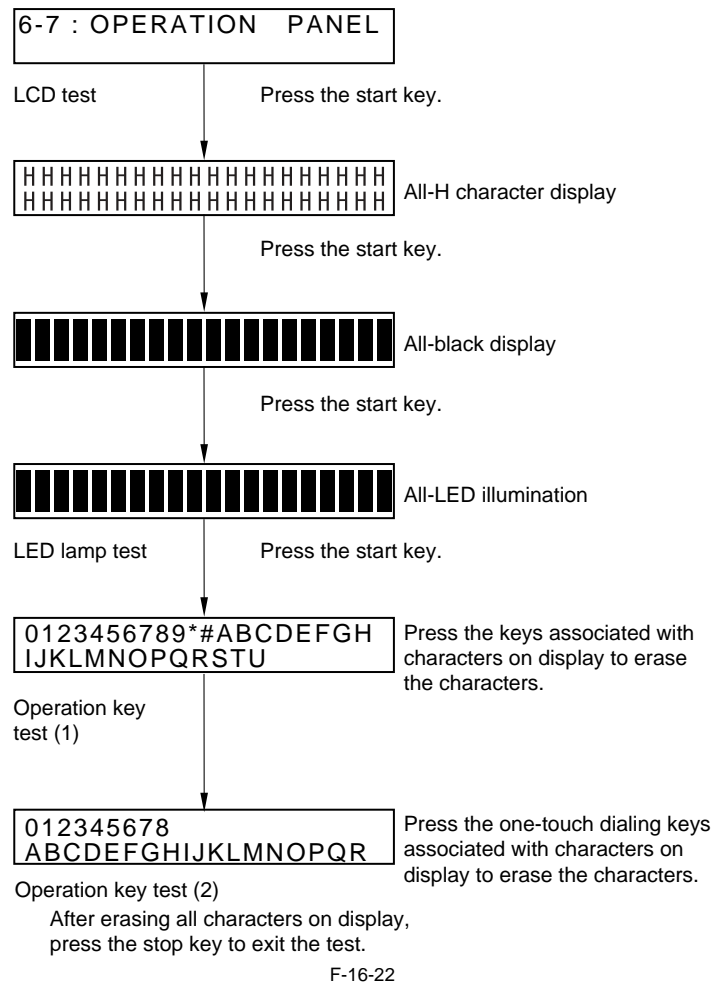 6-7 : OPERATION PANEL
LCD test
Press the start key.
HHHHHHHHHHHHHHHHHHHH
HHHHHHHHHHHHHHHHHHHH
All-H character display
Press the start key.
All-black display
Press the start key.
All-LED illumination
LED lamp test
Press the start key.
0123456789*#ABCDEFGH
IJKLMNOPQRSTU
Press the keys associated with
characters on display to erase
the characters.
Operation key
test (1)
012345678
ABCDEFGHIJKLMNOPQR
Press the one-touch dialing keys
associated with characters on
display to erase the characters.
Operation key test (2)
After erasing all characters on display,
press the stop key to exit the test.
F-16-22